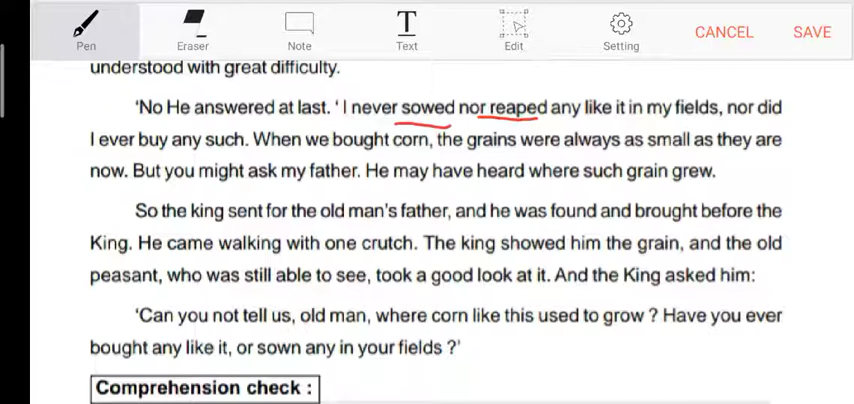 Pen
Eraser
Note
Text
Edit
Setting
CANCEL
SAVE
understood with great difficulty.
'No He answered at last. ' I never sowed nor reaped any like it in my fields, nor did
I ever buy any such. When we bought corn, the grains were always as small as they are
now. But you might ask my father. He may have heard where such grain grew.
So the king sent for the old man's father, and he was found and brought before the
King. He came walking with one crutch. The king showed him the grain, and the old
peasant, who was still able to see, took a good look at it. And the King asked him:
'Can you not tell us, old man, where corn like this used to grow ? Have you ever
bought any like it, or sown any in your fields ?'
Comprehension check :